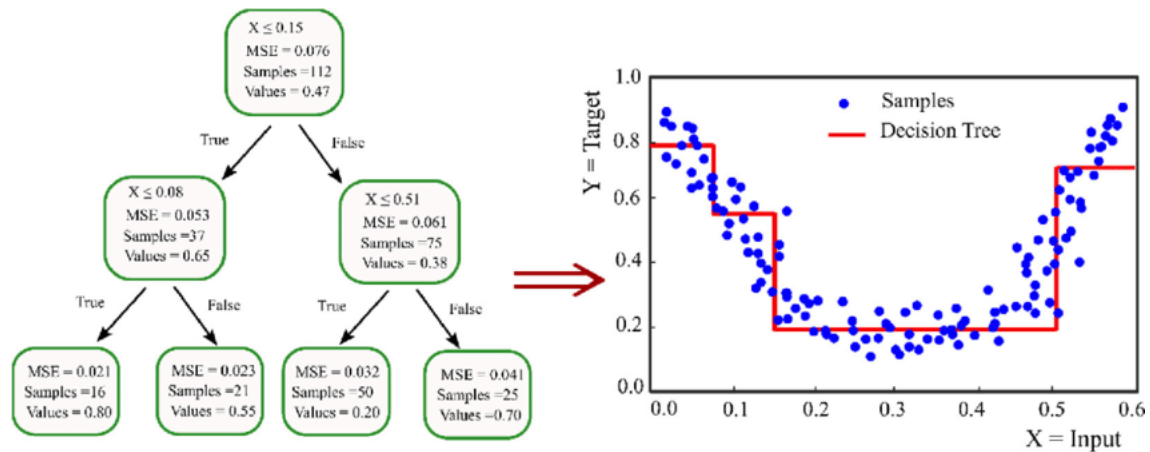 X ≤ 0.15
MSE = 0.076
Samples =112
Values = 0.47
True
False
X ≤ 0.08
MSE = 0.053
Samples =37
Values = 0.65
X ≤ 0.51
MSE = 0.061
Samples =75
Values = 0.38
True
False
True
False
MSE = 0.021
Samples =16
Values = 0.80
MSE = 0.023
Samples =21
Values = 0.55
MSE = 0.032
Samples =50
Values = 0.20
MSE = 0.041
Samples =25
Values =0.70
Y = Target
1.0
0.8
0.6
0.4
0.2
0.0
Samples
Decision Tree
0.0 0.1 0.2 0.3 0.4 0.5 0.6
X = Input